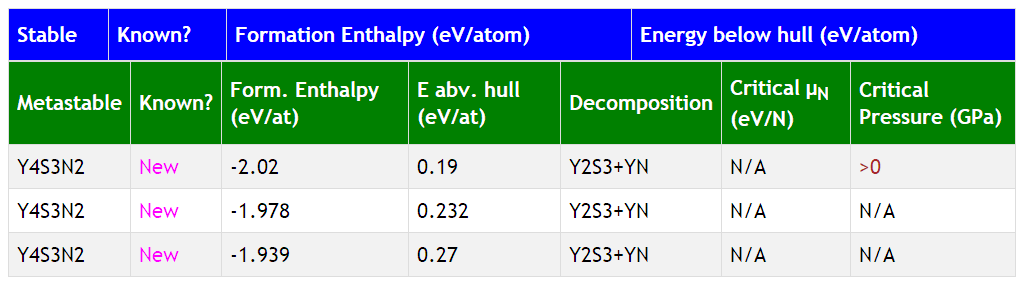 Stable Known? Formation Enthalpy (eV/atom) Energy below hull (eV/atom)
Metastable Known? Form. Enthalpy (eV/at) E abv. hull (eV/at) Decomposition Critical μN (eV/N) Critical Pressure (GPa)
Y4S3N2 New -2.02 0.19 Y2S3+YN N/A >0
Y4S3N2 New -1.978 0.232 Y2S3+YN N/A N/A
Y4S3N2 New -1.939 0.27 Y2S3+YN N/A N/A